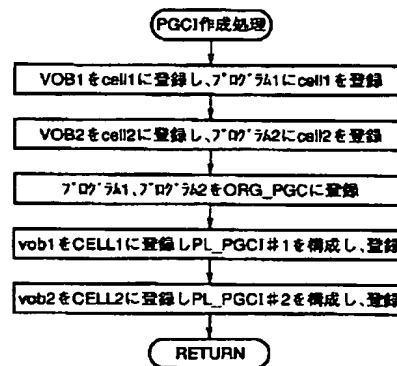 PGCI作成処理
VOB1をcell1に登録し、ﾌﾟﾛｸﾞﾗﾑ1にcell1を登録
VOB2をcell2に登録し、ﾌﾟﾛｸﾞﾗﾑ2にcell2を登録
ﾌﾟﾛｸﾞﾗﾑ1、ﾌﾟﾛｸﾞﾗﾑ2をORG_PGCに登録
vob1をCELL1に登録しPL_PGCI#1を構成し、登録
vob2をCELL2に登録しPL_PGCI#2を構成し、登録
RETURN